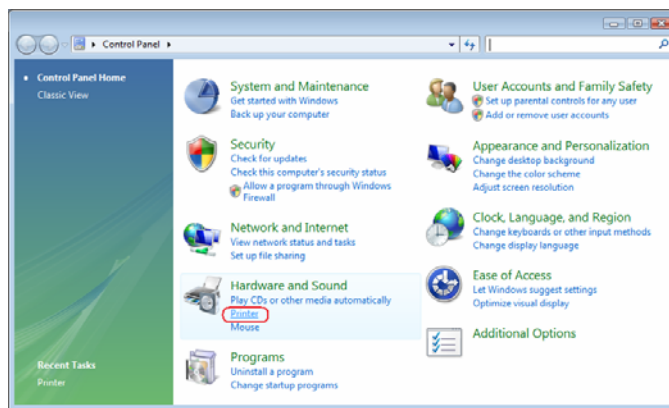 Control Panel
Control Panel Home
Classic View
System and Maintenance
Get started with Windows
Back up your computer
Security
Check for updates
Check this computer's security status
Allow a program through Windows
Firewall
Network and Internet
View network status and tasks
Set up file sharing
Hardware and Sound
Play CDs or other media automatically
Printer
Mouse
Programs
Uninstall a program
Change startup programs
User Accounts and Family Safety
Set up parental controls for any user
Add or remove user accounts
Appearance and Personalization
Change desktop background
Change the color scheme
Adjust screen resolution
Clock, Language, and Region
Change keyboards or other input methods
Change display language
Ease of Access
Let Windows suggest settings
Optimize visual display
Additional Options
Recent Tasks
Printer